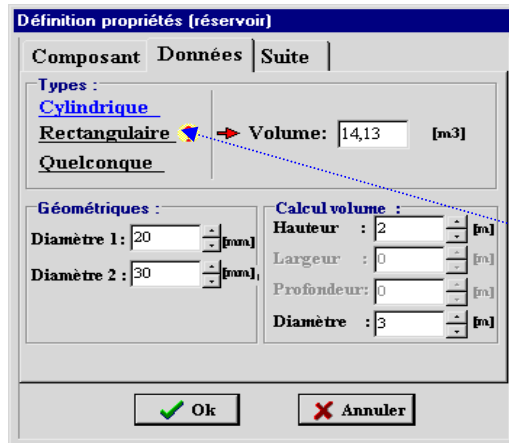 Définition propriétés (réservoir)
Composant Données Suite
Types :
Cylindrique
Rectangulaire
Volume: 14,13 [m3]
Quelconque
Géométriques :
Diamètre 1: 20 [mm]
Diamètre 2 : 30 [mm]
Calcul volume :
Hauteur : 2 [m]
Largeur : 0 [m]
Profondeur: 0 [m]
Diamètre : 3 [m]
Ok Annuler